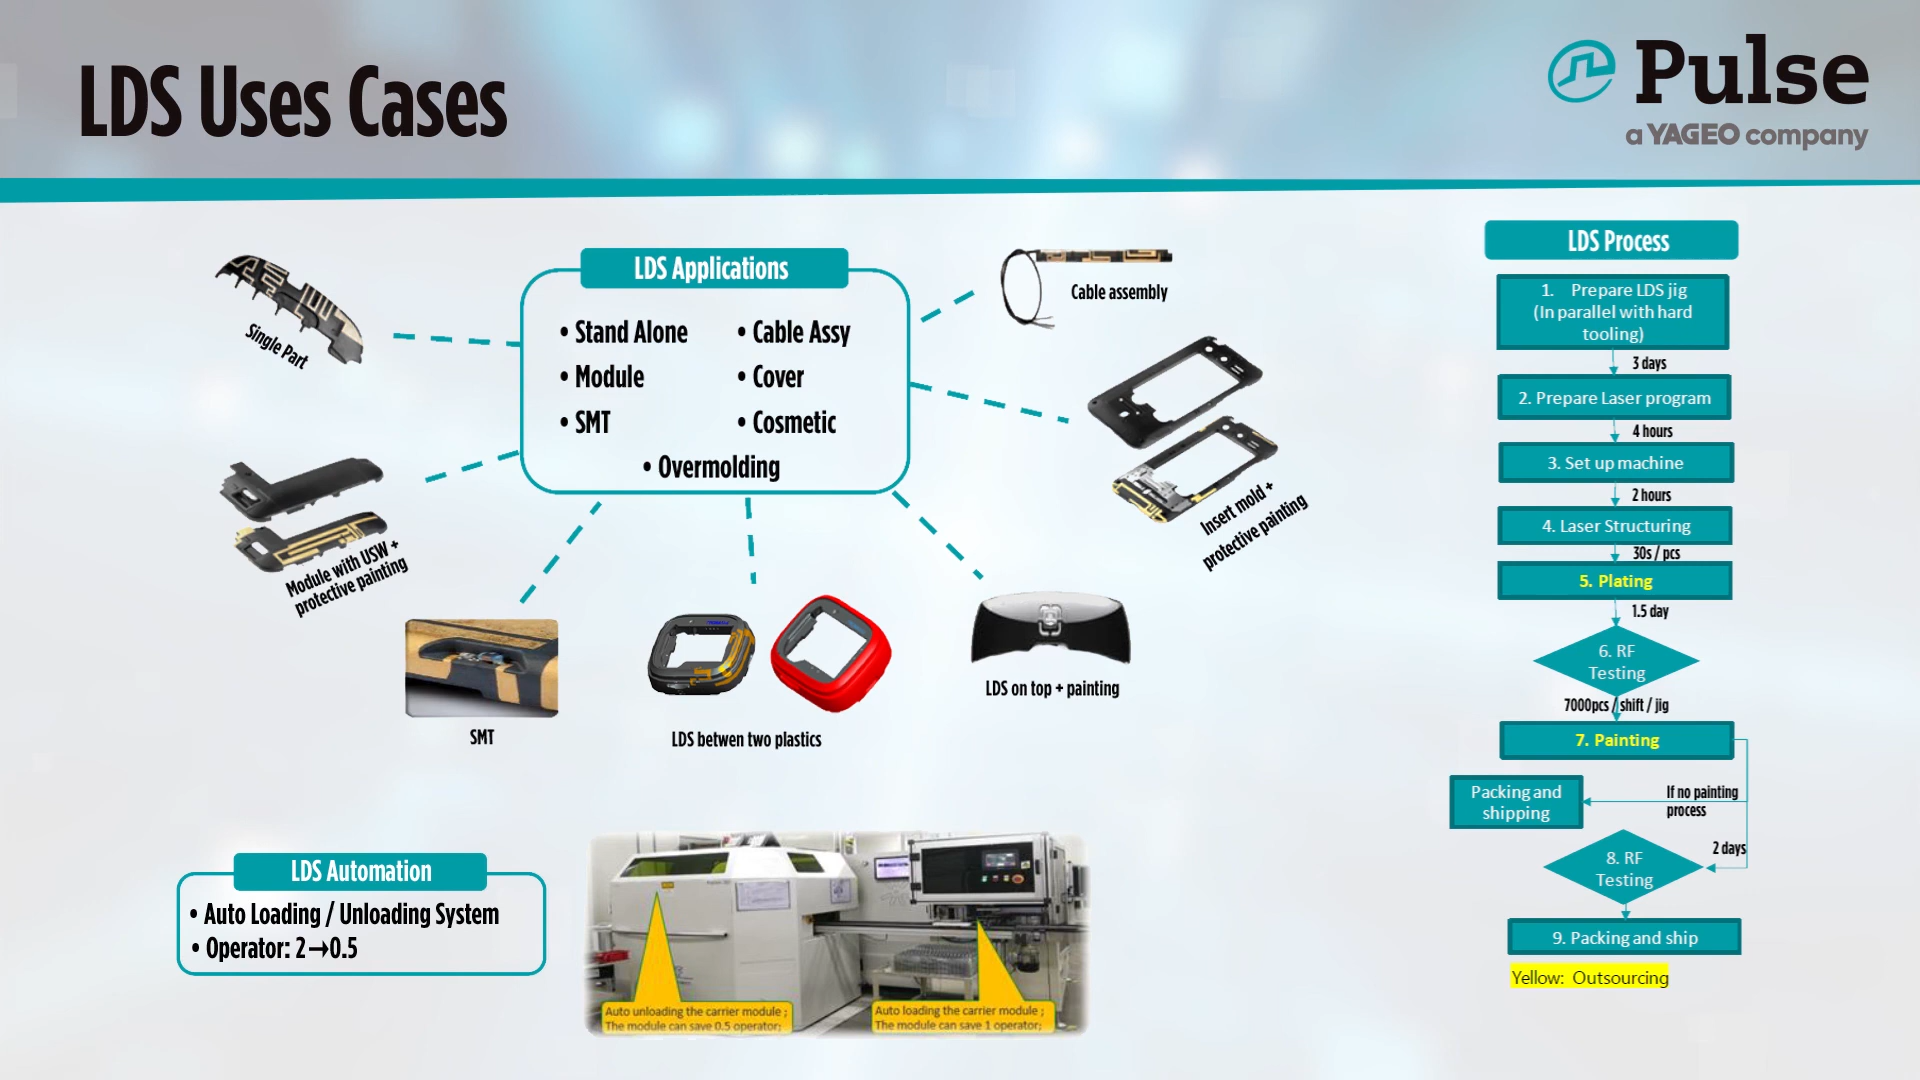 LDS Uses Cases
Pulse
a YAGEO company
LDS Applications
• Stand Alone
• Module
• SMT
• Cable Assy
• Cover
• Cosmetic
• Overmolding
Single Part
Module with USW +
protective painting
SMT
LDS betwen two plastics
LDS on top + painting
Insert mold +
protective painting
Cable assembly
LDS Automation
• Auto Loading / Unloading System
• Operator: 2→0.5
Auto unloading the carrier module ;
The module can save 0.5 operator;
Auto loading the carrier module ;
The module can save 1 operator;
LDS Process
1. Prepare LDS jig
(In parallel with hard
tooling)
3 days
2. Prepare Laser program
4 hours
3. Set up machine
2 hours
4. Laser Structuring
30s / pcs
5. Plating
1.5 day
6. RF
Testing
7000pcs / shift / jig
7. Painting
If no painting
process
Packing and
shipping
2 days
8. RF
Testing
9. Packing and ship
Yellow: Outsourcing